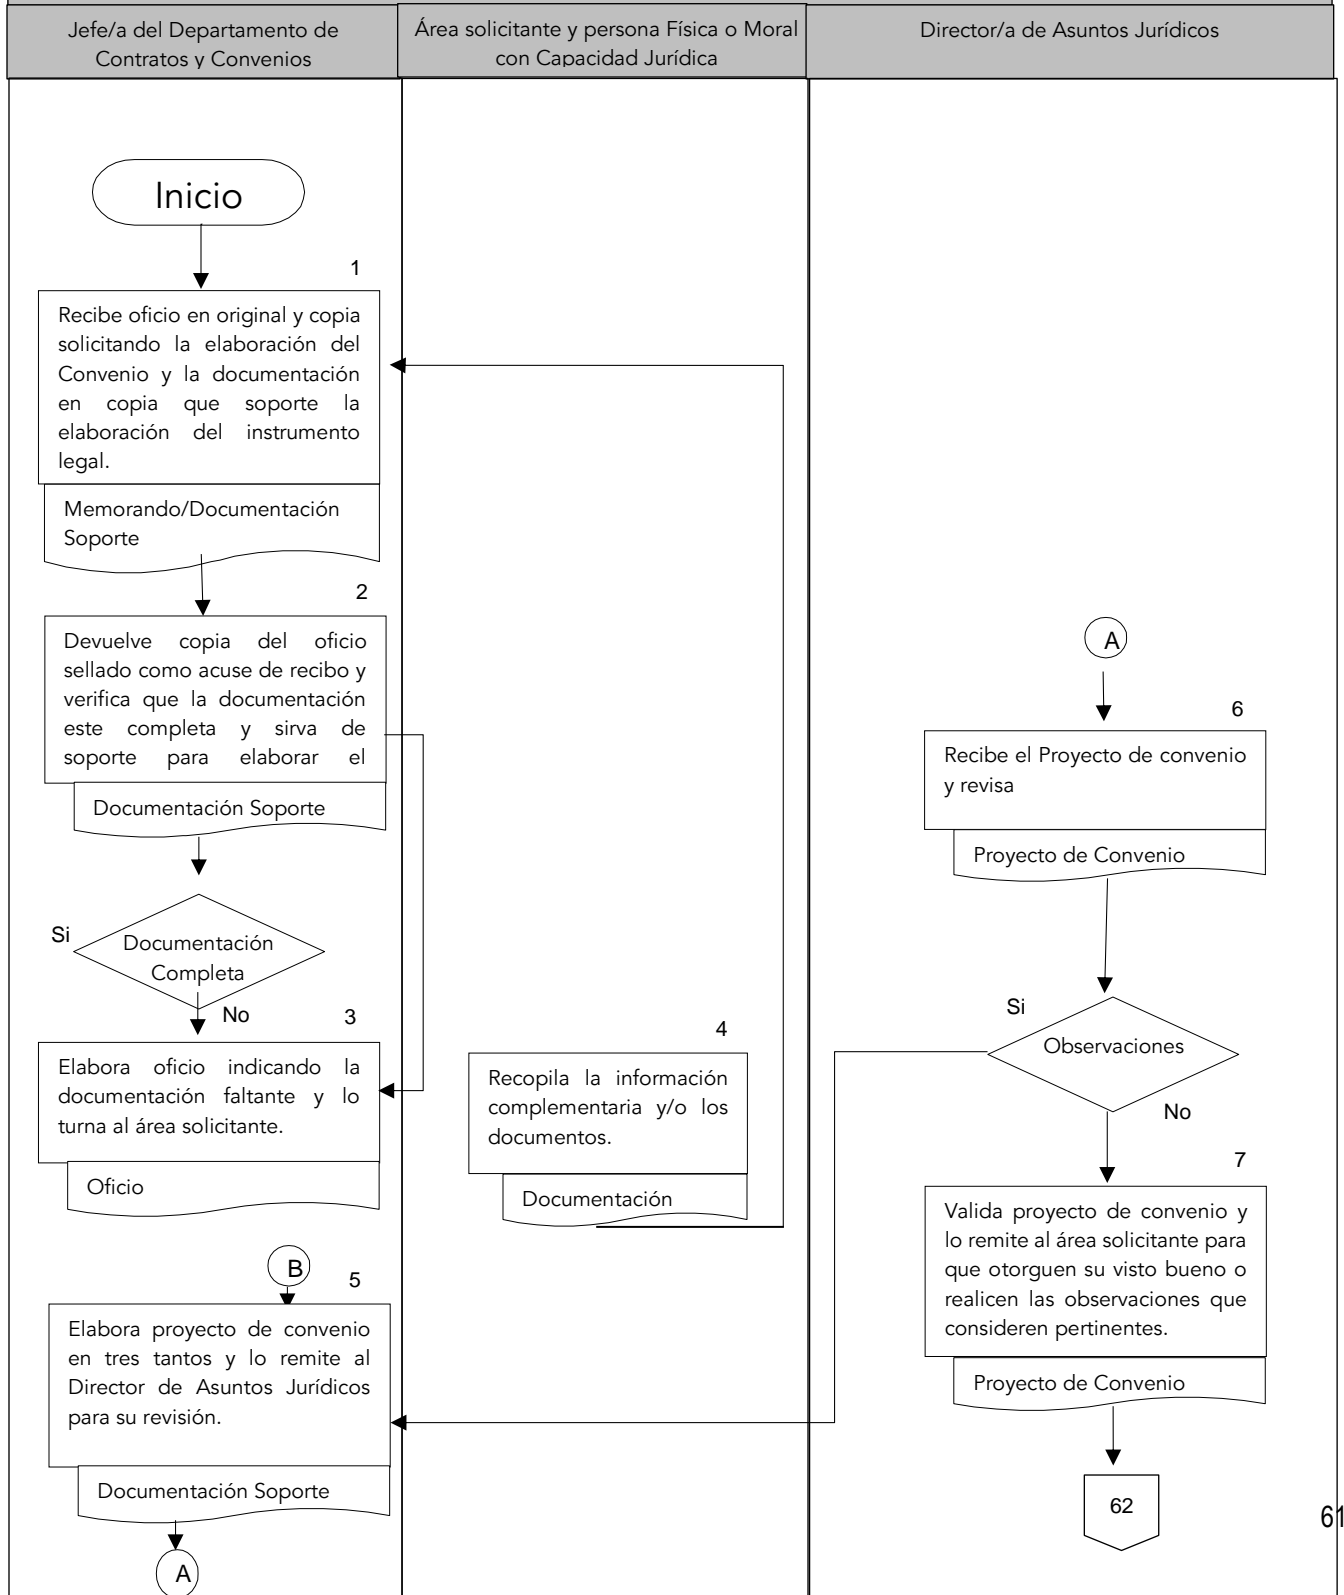 Jefe/a del Departamento de
Contratos y Convenios
Área solicitante y persona Física o Moral
con Capacidad Jurídica
Director/a de Asuntos Jurídicos
Inicio
1
Recibe oficio en original y copia
solicitando la elaboración del
Convenio y la documentación
en copia que soporte la
elaboración del instrumento
legal.
Memorando/Documentación
Soporte
2
Devuelve copia del oficio
sellado como acuse de recibo y
verifica que la documentación
este completa y sirva de
soporte para elaborar el
Documentación Soporte
Si
Documentación
Completa
No
3
Elabora oficio indicando la
documentación faltante y lo
turna al área solicitante.
Oficio
4
Recopila la información
complementaria y/o los
documentos.
Documentación
B
5
Elabora proyecto de convenio
en tres tantos y lo remite al
Director de Asuntos Jurídicos
para su revisión.
Documentación Soporte
A
A
6
Recibe el Proyecto de convenio
y revisa
Proyecto de Convenio
Si
Observaciones
No
7
Valida proyecto de convenio y
lo remite al área solicitante para
que otorguen su visto bueno o
realicen las observaciones que
consideren pertinentes.
Proyecto de Convenio
62
61